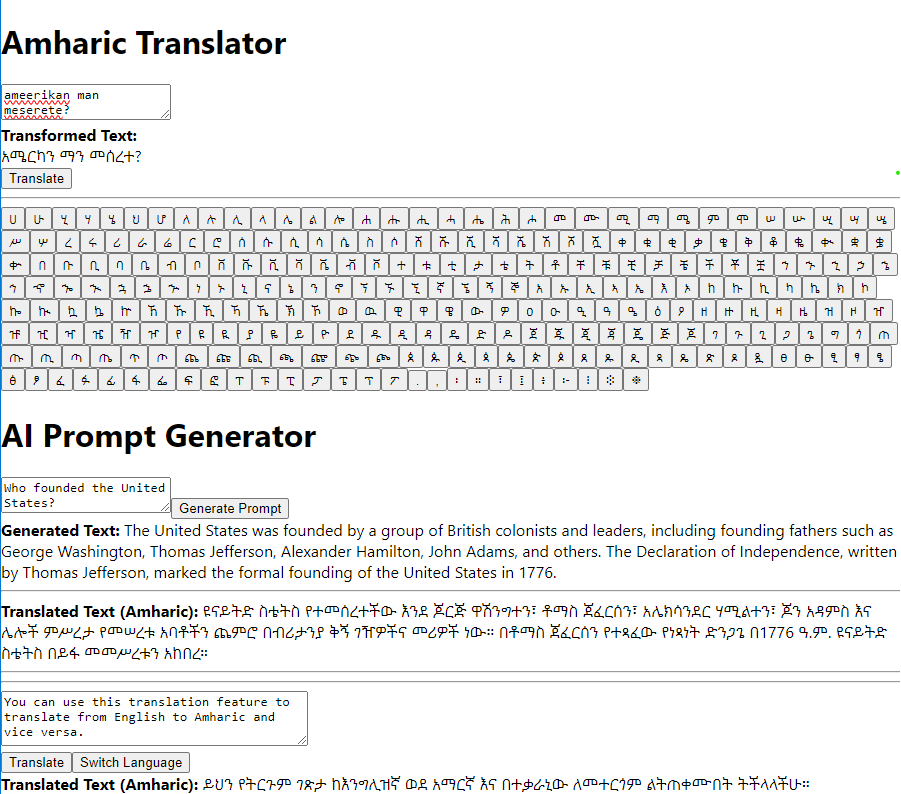 Amharic Translator
ameerikan man
meserete?
Transformed Text:
አሜርካን ማን መሰረተ?
Translate
ሀ ሁ ሂ ሃ ሄ ህ ሆ ለ ሉ ሊ ላ ሌ ል ሎ ሐ ሑ ሒ ሓ ሔ ሕ ሖ መ ሙ ሚ ማ ሜ ም ሞ ሠ ሡ ሢ ሣ ሤ
ሥ ሦ ረ ሩ ሪ ራ ሬ ር ሮ ሰ ሱ ሲ ሳ ሴ ስ ሶ ሸ ሹ ሺ ሻ ሼ ሽ ሾ ሿ ቀ ቁ ቂ ቃ ቄ ቅ ቆ ቈ ቊ ቋ ቌ
ቍ በ ቡ ቢ ባ ቤ ብ ቦ ቨ ቩ ቪ ቫ ቬ ቭ ቮ ተ ቱ ቲ ታ ቴ ት ቶ ቸ ቹ ቺ ቻ ቼ ች ቾ ቿ ኀ ኁ ኂ ኃ ኄ
ኅ ኆ ኈ ኊ ኋ ኌ ኍ ነ ኑ ኒ ና ኔ ን ኖ ኘ ኙ ኚ ኛ ኜ ኝ ኞ አ ኡ ኢ ኣ ኤ እ ኦ ከ ኩ ኪ ካ ኬ ክ ኮ
ኰ ኲ ኳ ኴ ኵ ኸ ኹ ኺ ኻ ኼ ኽ ኾ ወ ዉ ዊ ዋ ዌ ው ዎ ዐ ዑ ዒ ዓ ዔ ዕ ዖ ዘ ዙ ዚ ዛ ዜ ዝ ዞ ዠ
ዡ ዢ ዣ ዤ ዥ ዦ የ ዩ ዪ ያ ዬ ይ ዮ ደ ዱ ዲ ዳ ዴ ድ ዶ ጀ ጁ ጂ ጃ ጄ ጅ ጆ ገ ጉ ጊ ጋ ጌ ግ ጎ ጠ
ጡ ጢ ጣ ጤ ጥ ጦ ጨ ጩ ጪ ጫ ጬ ጭ ጮ ጰ ጱ ጲ ጳ ጴ ጵ ጶ ጸ ጹ ጺ ጻ ጼ ጽ ጾ ጿ ፀ ፁ ፂ ፃ ፄ
ፅ ፆ ፈ ፉ ፊ ፋ ፌ ፍ ፎ ፐ ፑ ፒ ፓ ፔ ፕ ፖ . , ፡ ። ፣ ፤ ፥ ፦ ⁝ ፨ ፠
AI Prompt Generator
Who founded the United
States?
Generate Prompt
Generated Text: The United States was founded by a group of British colonists and leaders, including founding fathers such as
George Washington, Thomas Jefferson, Alexander Hamilton, John Adams, and others. The Declaration of Independence, written
by Thomas Jefferson, marked the formal founding of the United States in 1776.
Translated Text (Amharic): ዩናይትድ ስቴትስ የተመሰረተችው እንደ ጆርጅ ዋሽንግተን፣ ቶማስ ጀፈርሰን፣ አሌክሳንደር ሃሚልተን፣ ጆን አዳምስ እና
ሌሎች ምሥረታ የመሠረቱ አባቶችን ጨምሮ በብሪታንያ ቅኝ ገዥዎችና መሪዎች ነው። በቶማስ ጀፈርሰን የተጻፈው የነጻነት ድንጋጌ በ1776 ዓ.ም. ዩናይትድ
ስቴትስ በይፋ መመሥረቱን አከበረ።
You can use this translation feature to
translate from English to Amharic and
vice versa.
Translate
Switch Language
Translated Text (Amharic): ይህን የትርጉም ገጽታ ከእንግሊዝኛ ወደ አማርኛ እና በተቃራኒው ለመተርጎም ልትጠቀሙበት ትችላላችሁ።